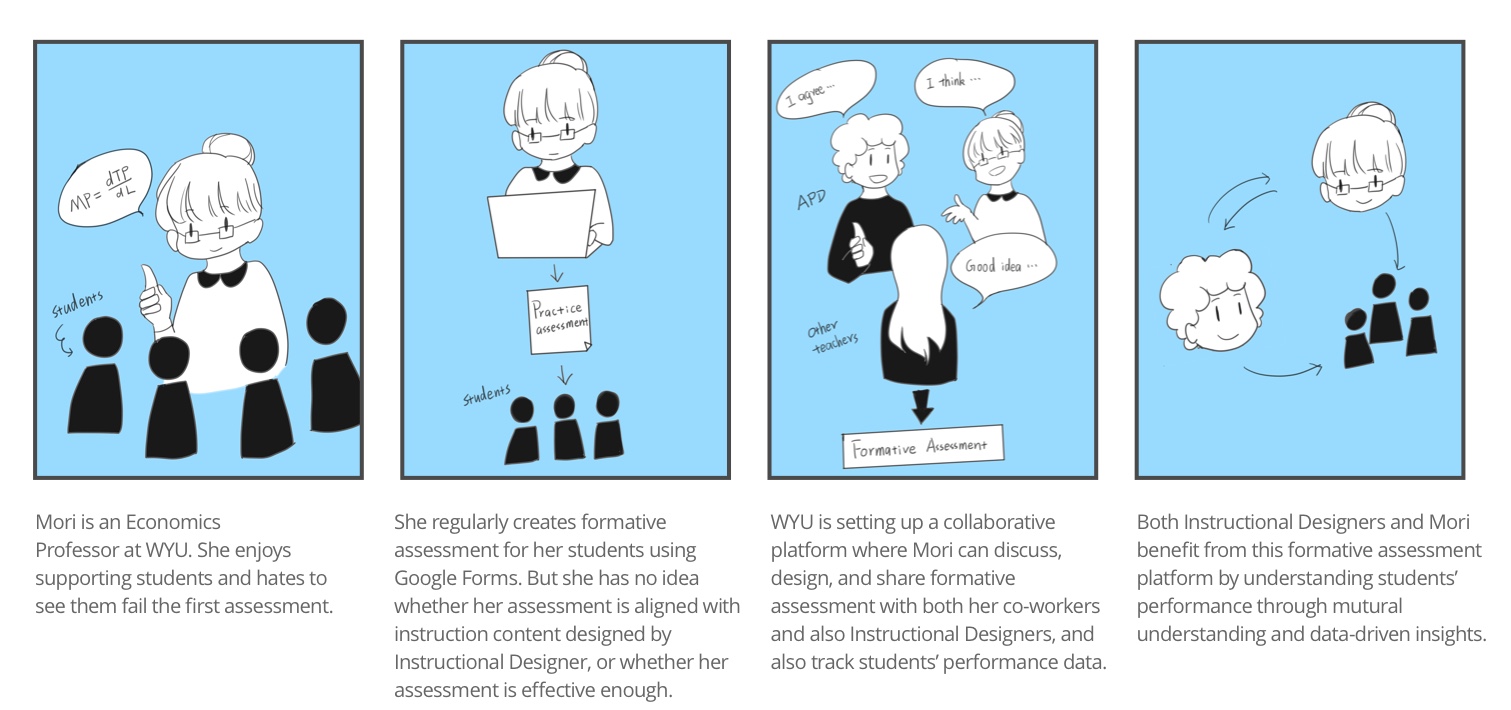 MP = dTP
dL
students
Mori is an Economics
Professor at WYU. She enjoys
supporting students and hates to
see them fail the first assessment.
Practice
assessment
students
She regularly creates formative
assessment for her students using
Google Forms. But she has no idea
whether her assessment is aligned with
instruction content designed by
Instructional Designer, or whether her
assessment is effective enough.
I agree...
I think ...
APD
Good idea ...
other
teachers
Formative Assessment
WYU is setting up a collaborative
platform where Mori can discuss,
design, and share formative
assessment with both her co-workers
and also Instructional Designers, and
also track students’ performance data.
Both Instructional Designers and Mori
benefit from this formative assessment
platform by understanding students’
performance through mutural
understanding and data-driven insights.